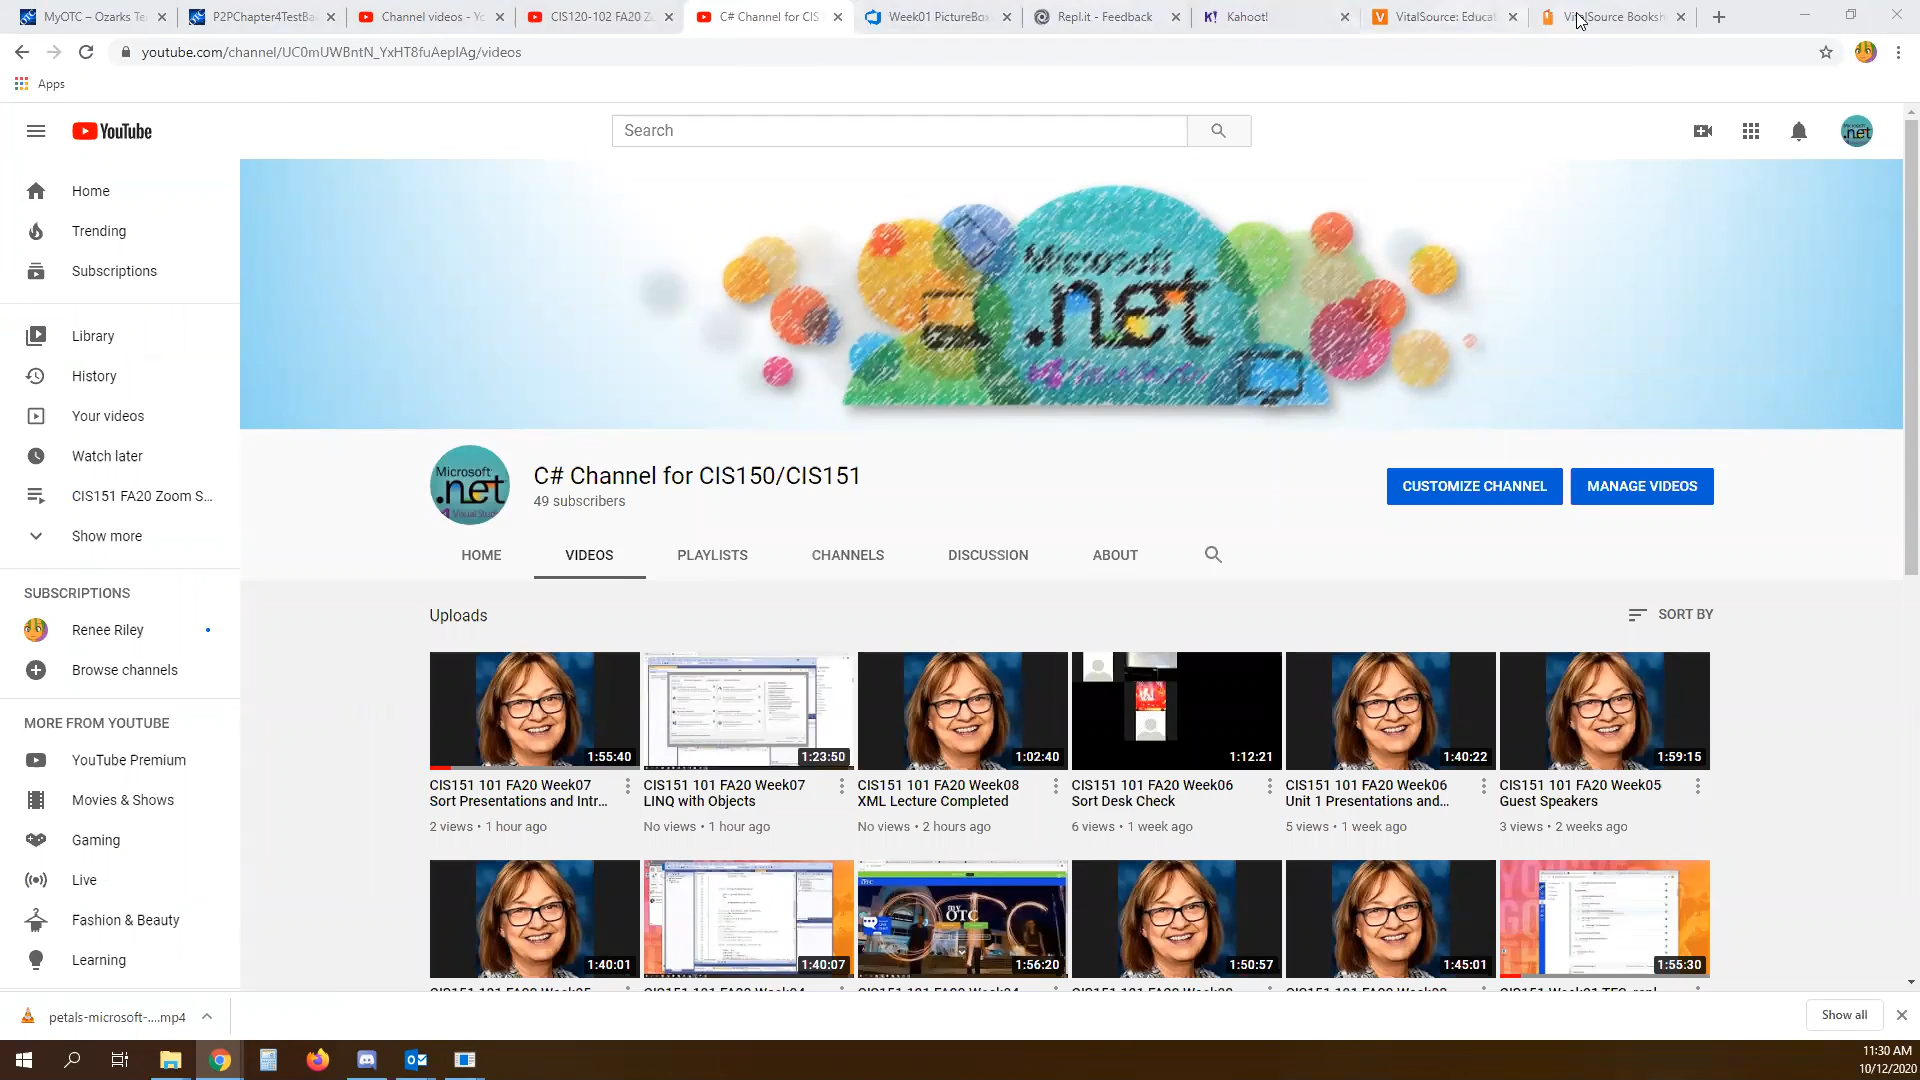 MyOTC – Ozarks Te
P2PChapter4TestBa
Channel videos - Yo
CIS120-102 FA20 Z
C# Channel for CIS
Week01 PictureBox
Repl.it - Feedback
Kahoot!
VitalSource: Educat
VitalSource Booksh
youtube.com/channel/UC0mUWBntN_YxHT8fuAepIAg/videos
Apps
YouTube
Search
Home
Trending
Subscriptions
Library
History
Your videos
Watch later
CIS151 FA20 Zoom S...
Show more
SUBSCRIPTIONS
Renee Riley
Browse channels
MORE FROM YOUTUBE
YouTube Premium
Movies & Shows
Gaming
Live
Fashion & Beauty
Learning
Microsoft
.net
Microsoft
.net
Visual Stud
C# Channel for CIS150/CIS151
49 subscribers
CUSTOMIZE CHANNEL
MANAGE VIDEOS
HOME
VIDEOS
PLAYLISTS
CHANNELS
DISCUSSION
ABOUT
Uploads
SORT BY
1:55:40
CIS151 101 FA20 Week07
Sort Presentations and Intr...
2 views • 1 hour ago
1:23:50
CIS151 101 FA20 Week07
LINQ with Objects
No views • 1 hour ago
1:02:40
CIS151 101 FA20 Week08
XML Lecture Completed
No views • 2 hours ago
1:12:21
CIS151 101 FA20 Week06
Sort Desk Check
6 views • 1 week ago
1:40:22
CIS151 101 FA20 Week06
Unit 1 Presentations and...
5 views • 1 week ago
1:59:15
CIS151 101 FA20 Week05
Guest Speakers
3 views • 2 weeks ago
1:40:01
1:40:07
my
OTC
1:56:20
1:50:57
1:45:01
1:55:30
petals-microsoft-....mp4
Show all
11:30 AM
10/12/2020